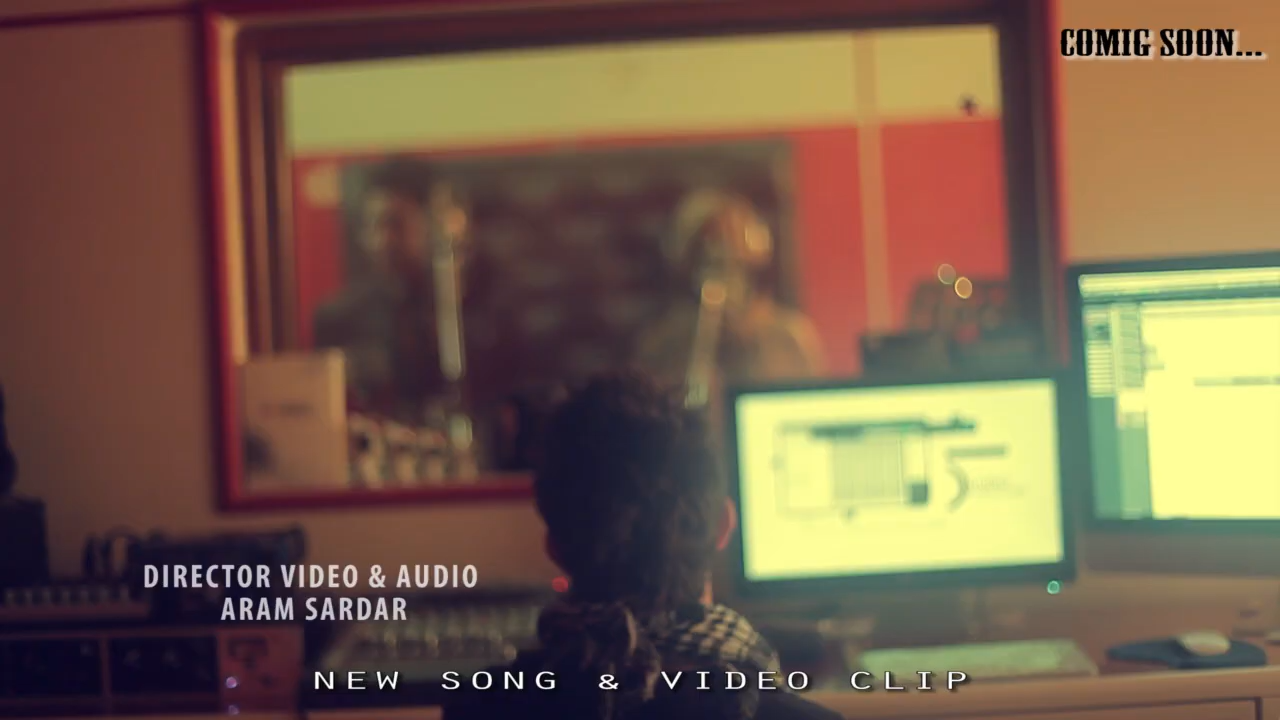 COMIG SOON...
DIRECTOR VIDEO & AUDIO
ARAM SARDAR
NEW SONG & VIDEO CLIP